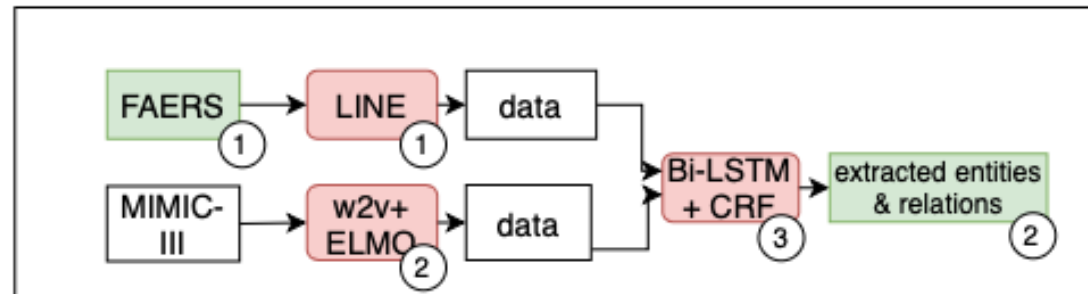 FAERS
1
LINE
1
data
MIMIC-
III
w2v+
ELMO
2
data
Bi-LSTM
+ CRF
3
extracted entities
& relations
2